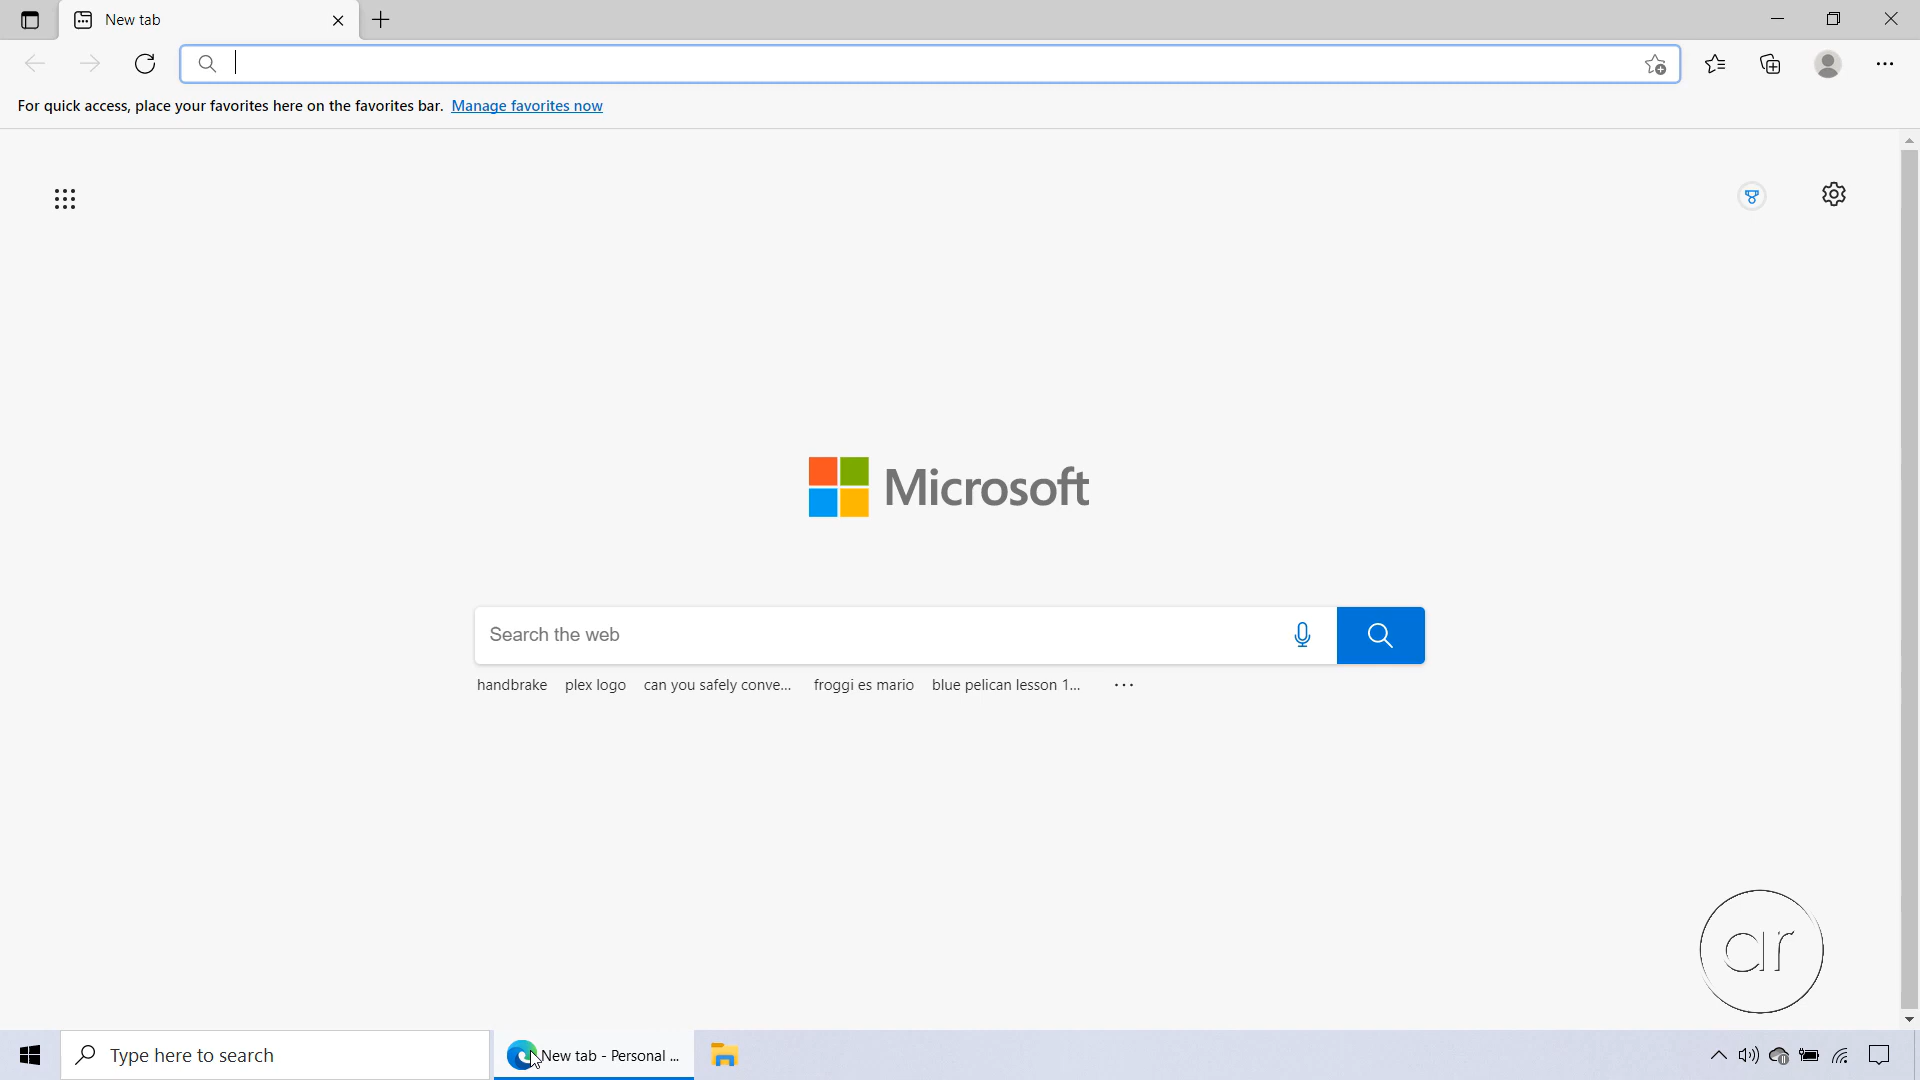 New tab
For quick access, place your favorites here on the favorites bar. Manage favorites now
Microsoft
Search the web
handbrake plex logo can you safely conve... froggi es mario blue pelican lesson 1...
ar
Type here to search
New tab - Personal ...